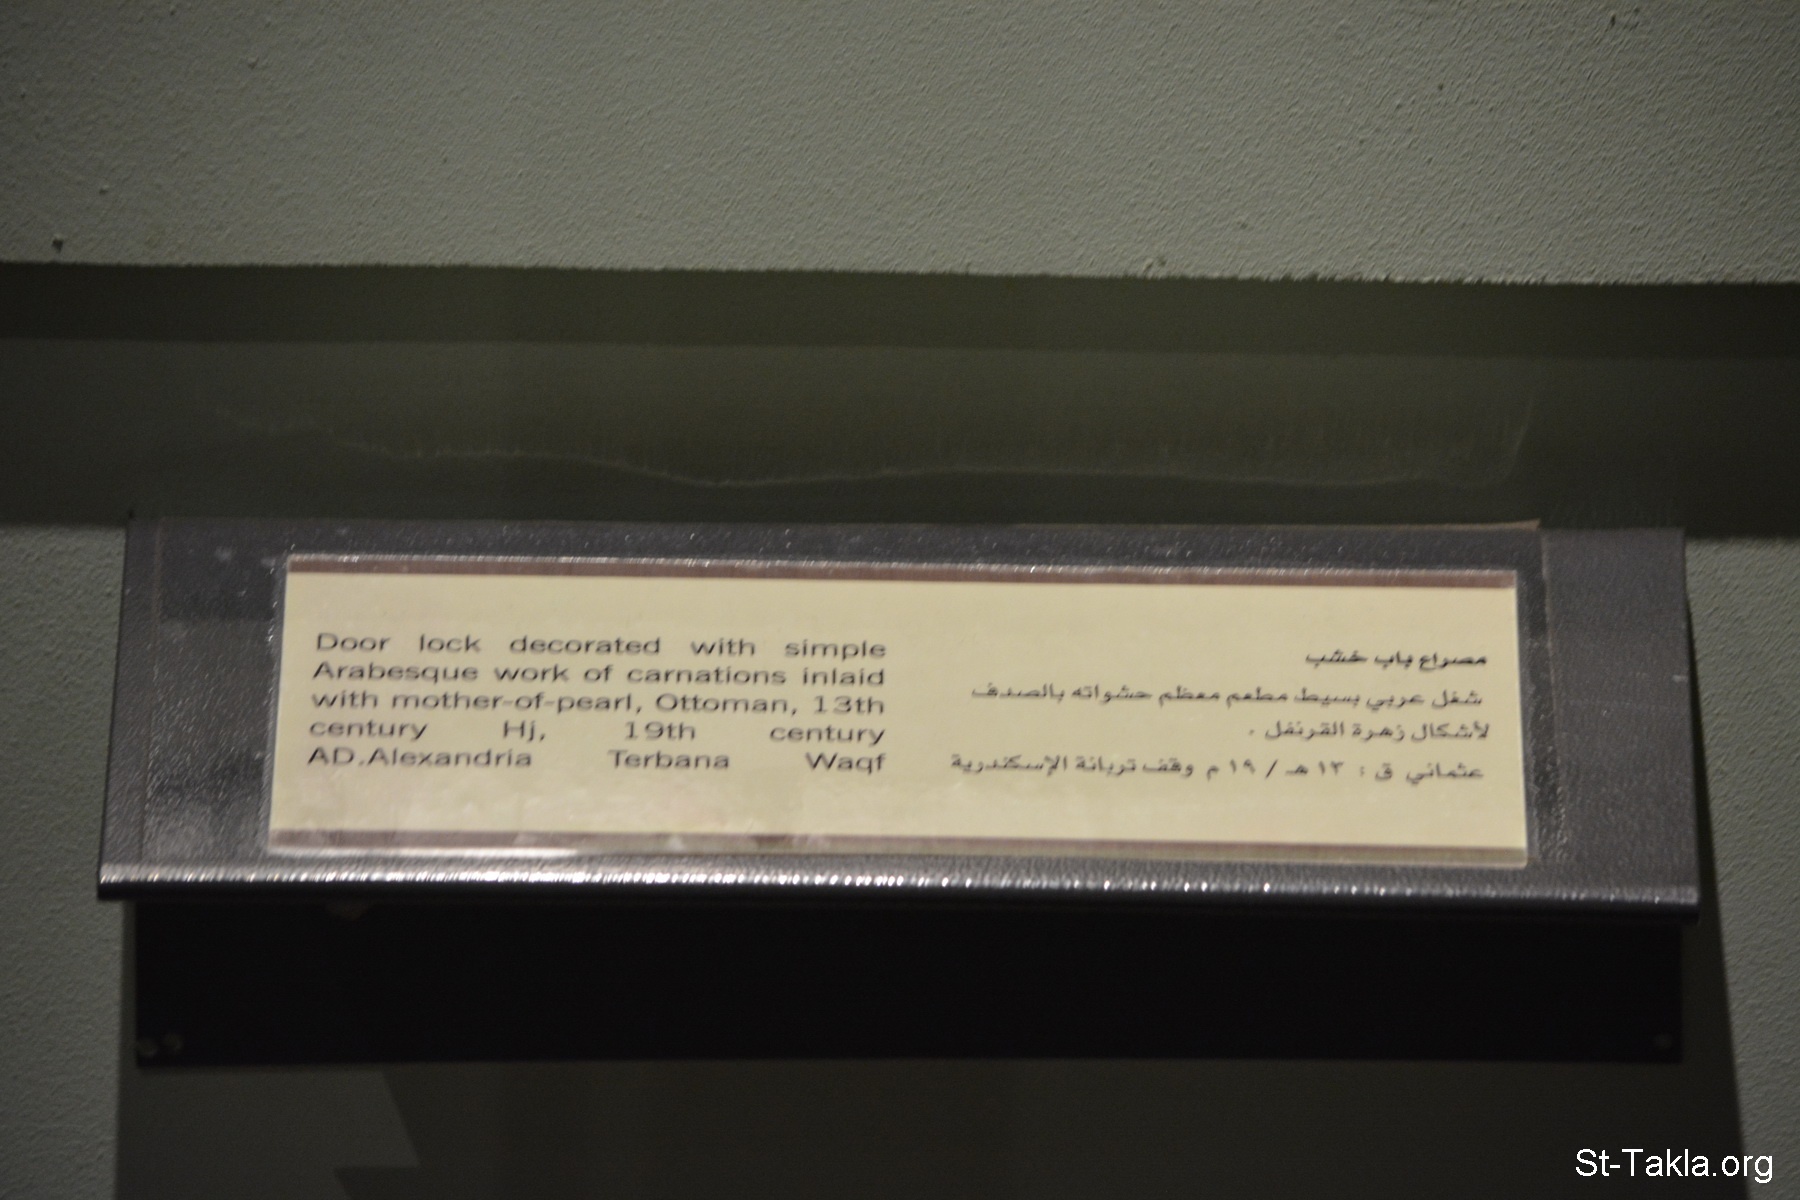 Door lock decorated with simple
Arabesque work of carnations inlaid
with mother-of-pearl, Ottoman, 13th
century Hj, 19th century
AD.Alexandria Terbana Waqf
مصراع باب خشب
شغل عربي بسيط مطعم معظم حشواته بالصدف
لأشكال زهرة القرنفل .
عثماني ق : ١٣ هـ / ١٩ م وقف تربانة الإسكندرية
St-Takla.org